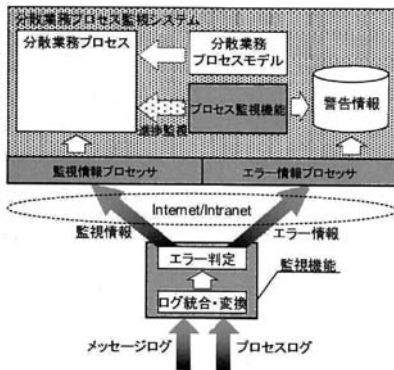 分散業務プロセス監視システム
分散業務プロセス
分散業務
プロセスモデル
プロセス監視機能
進捗監視
警告情報
監視情報プロセッサ
エラー情報プロセッサ
Internet/Intranet
監視情報
エラー情報
エラー判定
監視機能
ログ統合・変換
メッセージログ
プロセスログ